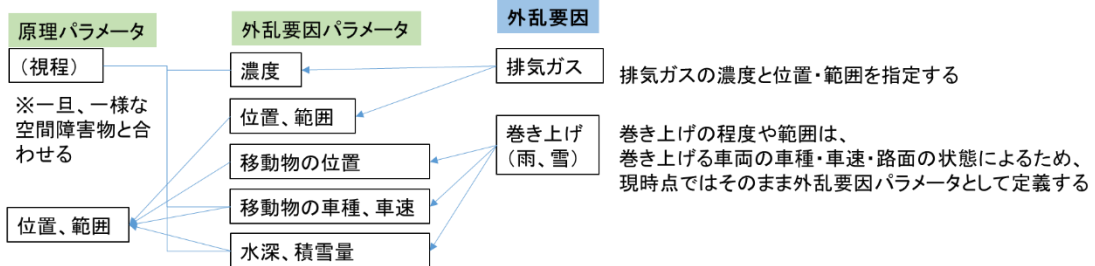 原理パラメータ
外乱要因パラメータ
外乱要因
（視程）
濃度
排気ガス
排気ガスの濃度と位置・範囲を指定する
※一旦、一様な
空間障害物と合
わせる
位置、範囲
巻き上げ
（雨、雪）
巻き上げの程度や範囲は、
巻き上げる車両の車種・車速・路面の状態によるため、
現時点ではそのまま外乱要因パラメータとして定義する
移動物の位置
移動物の車種、車速
位置、範囲
水深、積雪量